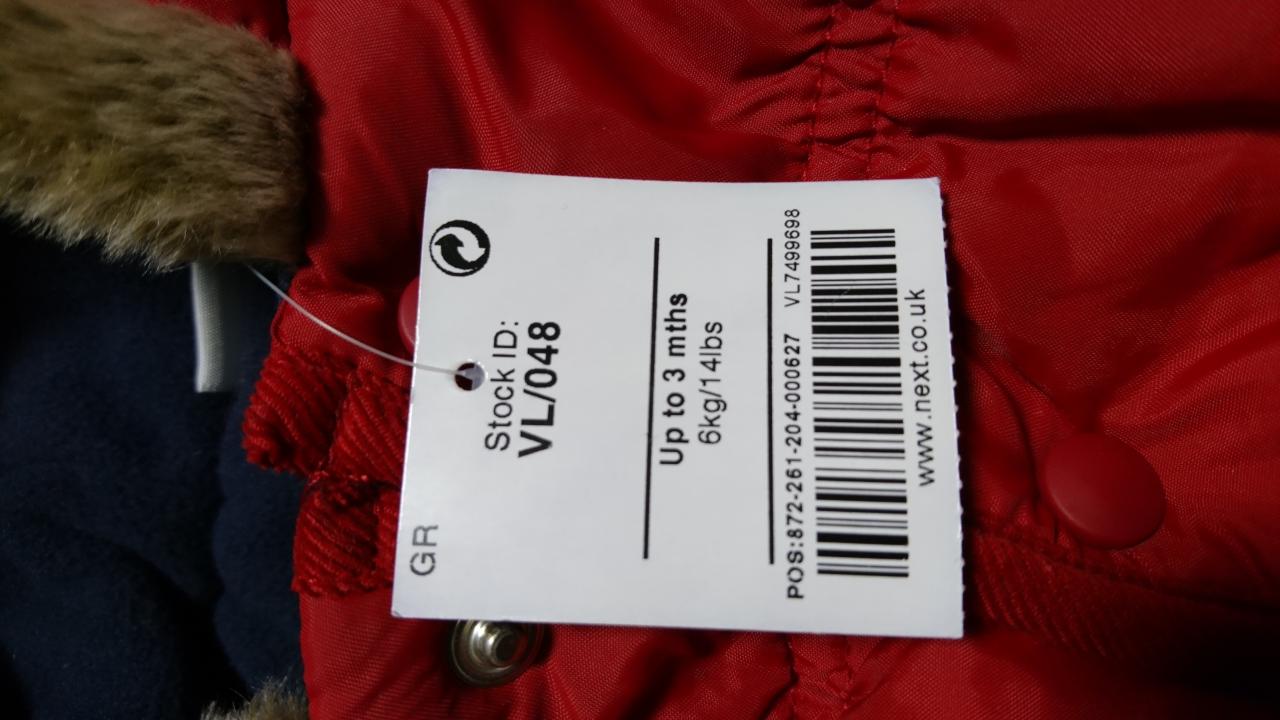 GR
Stock ID:
VL/048
Up to 3 mths
6kg/14lbs
POS:872-261-204-000627 VL7499698
www.next.co.uk